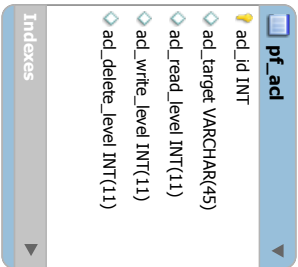 pf_acl
acl_id INT
acl_target VARCHAR(45)
acl_read_level INT(11)
acl_write_level INT(11)
acl_delete_level INT(11)
Indexes